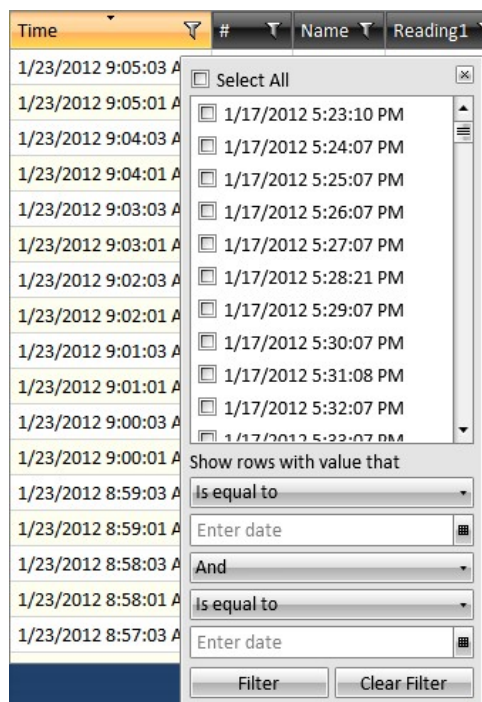 Time # Name Reading1
1/23/2012 9:05:03 A
1/23/2012 9:05:01 A
1/23/2012 9:04:03 A
1/23/2012 9:04:01 A
1/23/2012 9:03:03 A
1/23/2012 9:03:01 A
1/23/2012 9:02:03 A
1/23/2012 9:02:01 A
1/23/2012 9:01:03 A
1/23/2012 9:01:01 A
1/23/2012 9:00:03 A
1/23/2012 9:00:01 A
1/23/2012 8:59:03 A
1/23/2012 8:59:01 A
1/23/2012 8:58:03 A
1/23/2012 8:58:01 A
1/23/2012 8:57:03 A
Select All
1/17/2012 5:23:10 PM
1/17/2012 5:24:07 PM
1/17/2012 5:25:07 PM
1/17/2012 5:26:07 PM
1/17/2012 5:27:07 PM
1/17/2012 5:28:21 PM
1/17/2012 5:29:07 PM
1/17/2012 5:30:07 PM
1/17/2012 5:31:08 PM
1/17/2012 5:32:07 PM
1/17/2012 5:33:07 PM
Show rows with value that
Is equal to
Enter date
And
Is equal to
Enter date
Filter Clear Filter